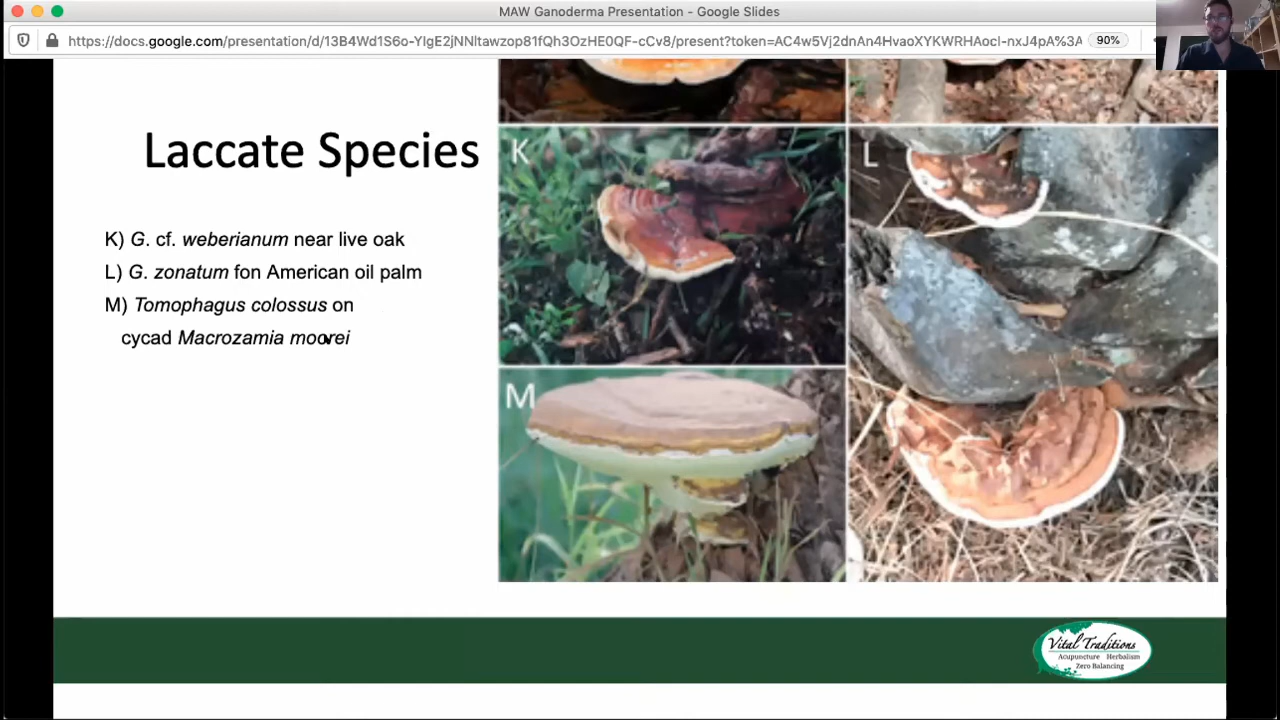 MAW Ganoderma Presentation - Google Slides
https://docs.google.com/presentation/d/13B4Wd1S6o-YIgE2jNNltawzop81fQh3OzHE0QF-cCv8/present?token=AC4w5Vj2dnAn4HvaoXYKWRHAocI-nxJ4pA%3A
90%
Laccate Species
K) G. cf. weberianum near live oak
L) G. zonatum fon American oil palm
M) Tomophagus colossus on
cycad Macrozamia moorei
K
L
M
Vital Traditions
Acupuncture Herbalism
Zero Balancing